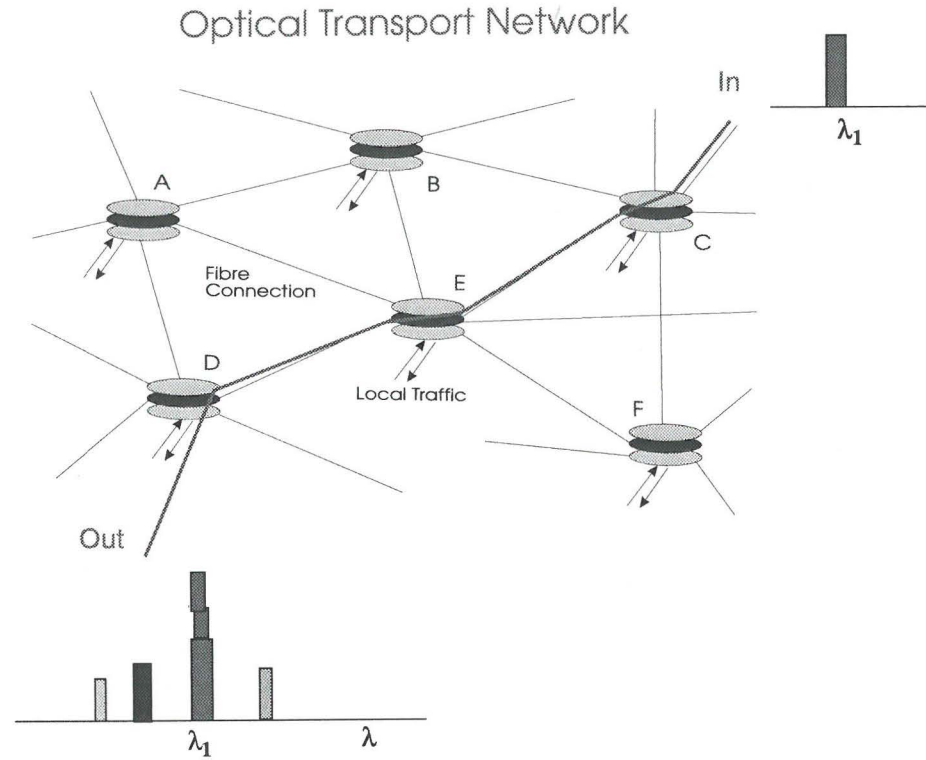 Optical Transport Network
In
λ1
A
B
C
Fibre
Connection
E
D
Local Traffic
F
Out
λ1
λ